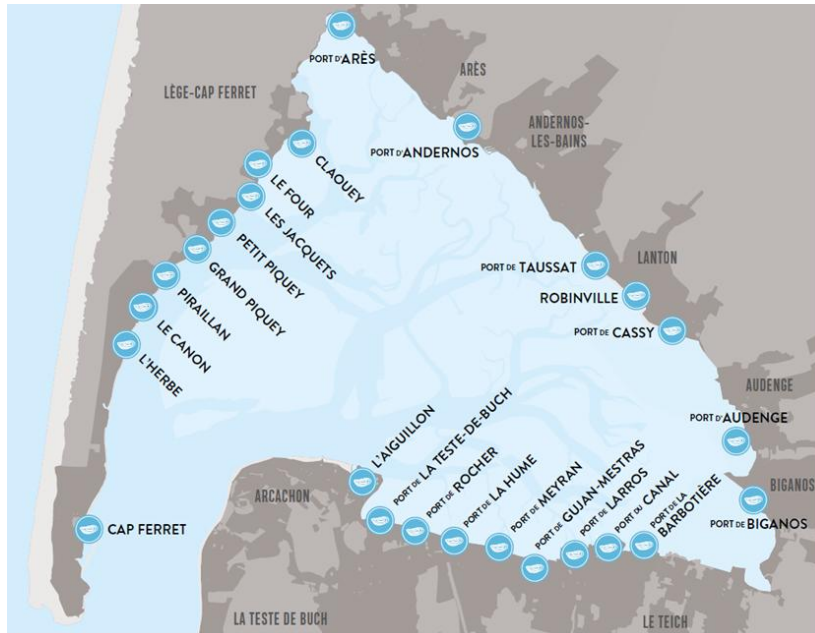 PORT D'ARÈS
ARÈS
LÈGE-CAP FERRET
ANDERNOS-
LES-BAINS
PORT D'ANDERNOS
CLAOUEY
LE FOUR
LES JACQUETS
PETIT PIQUEY
GRAND PIQUEY
PIRAILLAN
LE CANON
L'HERBE
CAP FERRET
LANTON
PORT DE TAUSSAT
ROBINVILLE
PORT DE CASSY
AUDENGE
PORT D'AUDENGE
BIGANOS
PORT DE BIGANOS
ARCACHON
L'AIGUILLON
PORT DE LA TESTE-DE-BUCH
PORT DE ROCHER
PORT DE LA HUME
PORT DE MEYRAN
PORT DE GUJAN-MESTRAS
PORT DE LARROS
PORT DU CANAL
PORT DE LA
BARBOTIÈRE
LA TESTE DE BUCH
LE TEICH